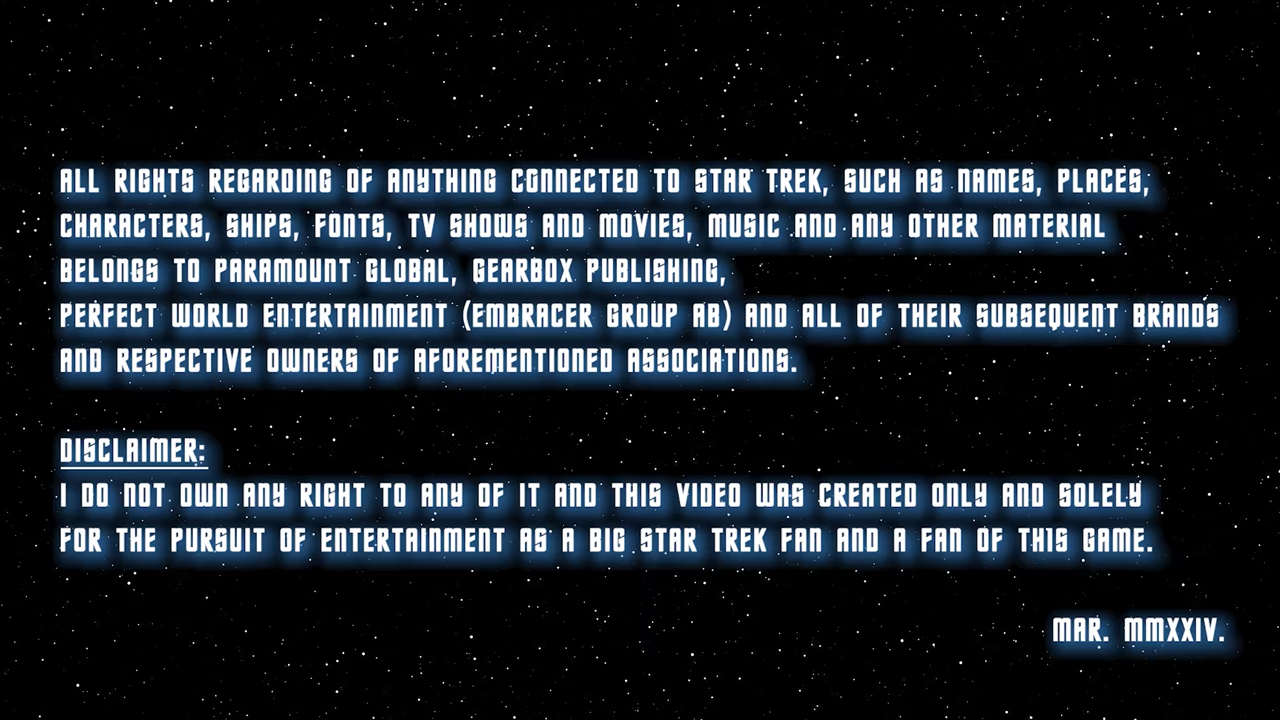 ALL RIGHTS REGARDING OF ANYTHING CONNECTED TO STAR TREK, SUCH AS NAMES, PLACES,
CHARACTERS, SHIPS, FONTS, TV SHOWS AND MOVIES, MUSIC AND ANY OTHER MATERIAL
BELONGS TO PARAMOUNT GLOBAL, GEARBOX PUBLISHING,
PERFECT WORLD ENTERTAINMENT (EMBRACER GROUP AB) AND ALL OF THEIR SUBSEQUENT BRANDS
AND RESPECTIVE OWNERS OF AFOREMENTIONED ASSOCIATIONS.
DISCLAIMER:
I DO NOT OWN ANY RIGHT TO ANY OF IT AND THIS VIDEO WAS CREATED ONLY AND SOLELY
FOR THE PURSUIT OF ENTERTAINMENT AS A BIG STAR TREK FAN AND A FAN OF THIS GAME.
MAR. MMXXIV.